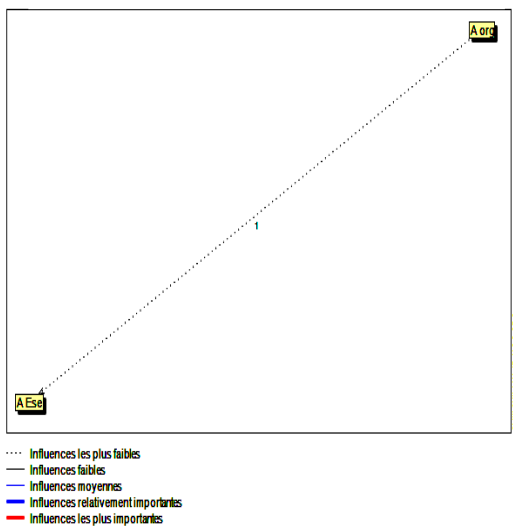 A org
1
A Ese
Influences les plus faibles
Influences faibles
Influences moyennes
Influences relativement importantes
Influences les plus importantes